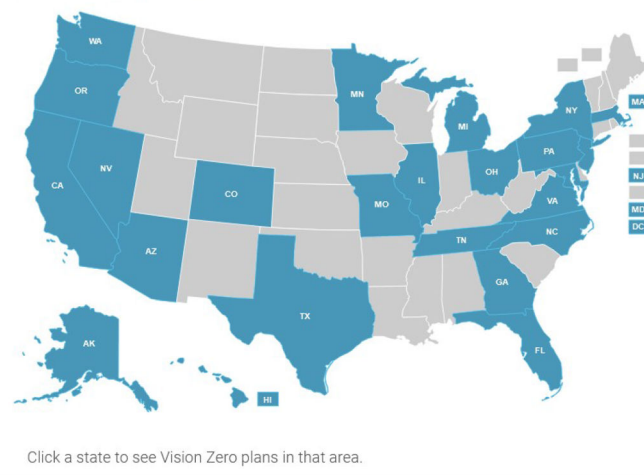 WA
OR
MN
MI
NY
MA
NV
CA
CO
IL
OH
PA
NJ
MO
VA
MD
DC
AZ
TN
NC
GA
TX
AK
FL
HI
Click a state to see Vision Zero plans in that area.